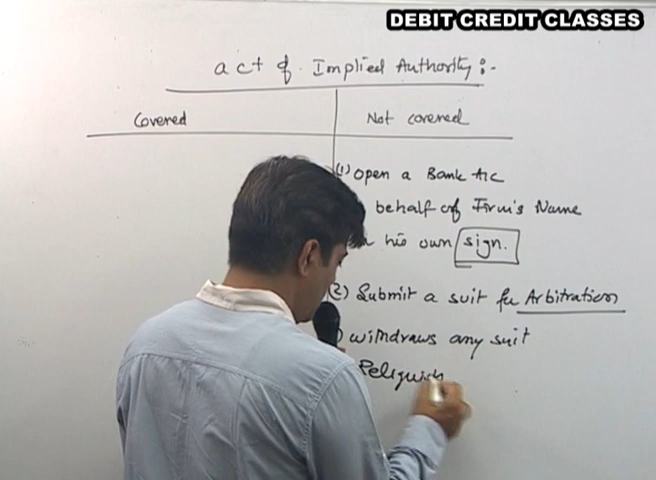 DEBIT CREDIT CLASSES
act of Implied Authority :-
Covered
Not covered
(1) Open a Bank A/c
behalf of Firm's Name
his own sign.
(2) Submit a suit for Arbitration
withdraws any suit
Reliquish